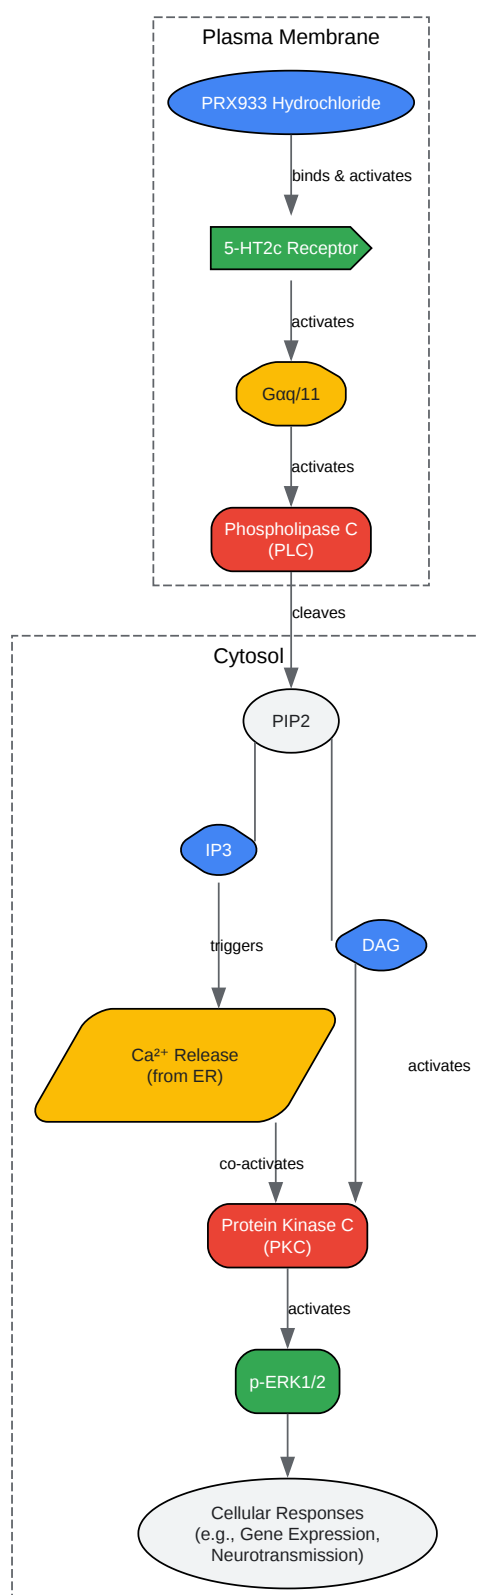 Plasma Membrane
PRX933 Hydrochloride
binds & activates
5-HT2c Receptor
activates
Gαq/11
activates
Phospholipase C
(PLC)
cleaves
Cytosol
PIP2
IP3
triggers
DAG
Ca²⁺ Release
(from ER)
activates
co-activates
Protein Kinase C
(PKC)
activates
p-ERK1/2
Cellular Responses
(e.g., Gene Expression,
Neurotransmission)